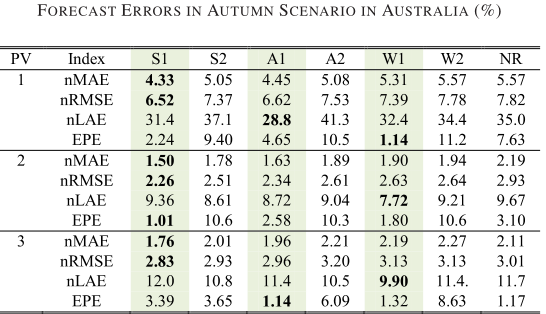 FORECAST ERRORS IN AUTUMN SCENARIO IN AUSTRALIA (%)
PV Index S1 S2 A1 A2 W1 W2 NR
1 nMAE 4.33 5.05 4.45 5.08 5.31 5.57 5.57
nRMSE 6.52 7.37 6.62 7.53 7.39 7.78 7.82
nLAE 31.4 37.1 28.8 41.3 32.4 34.4 35.0
EPE 2.24 9.40 4.65 10.5 1.14 11.2 7.63
2 nMAE 1.50 1.78 1.63 1.89 1.90 1.94 2.19
nRMSE 2.26 2.51 2.34 2.61 2.63 2.64 2.93
nLAE 9.36 8.61 8.72 9.04 7.72 9.21 9.67
EPE 1.01 10.6 2.58 10.3 1.80 10.6 3.10
3 nMAE 1.76 2.01 1.96 2.21 2.19 2.27 2.11
nRMSE 2.83 2.93 2.96 3.20 3.13 3.13 3.01
nLAE 12.0 10.8 11.4 10.5 9.90 11.4. 11.7
EPE 3.39 3.65 1.14 6.09 1.32 8.63 1.17